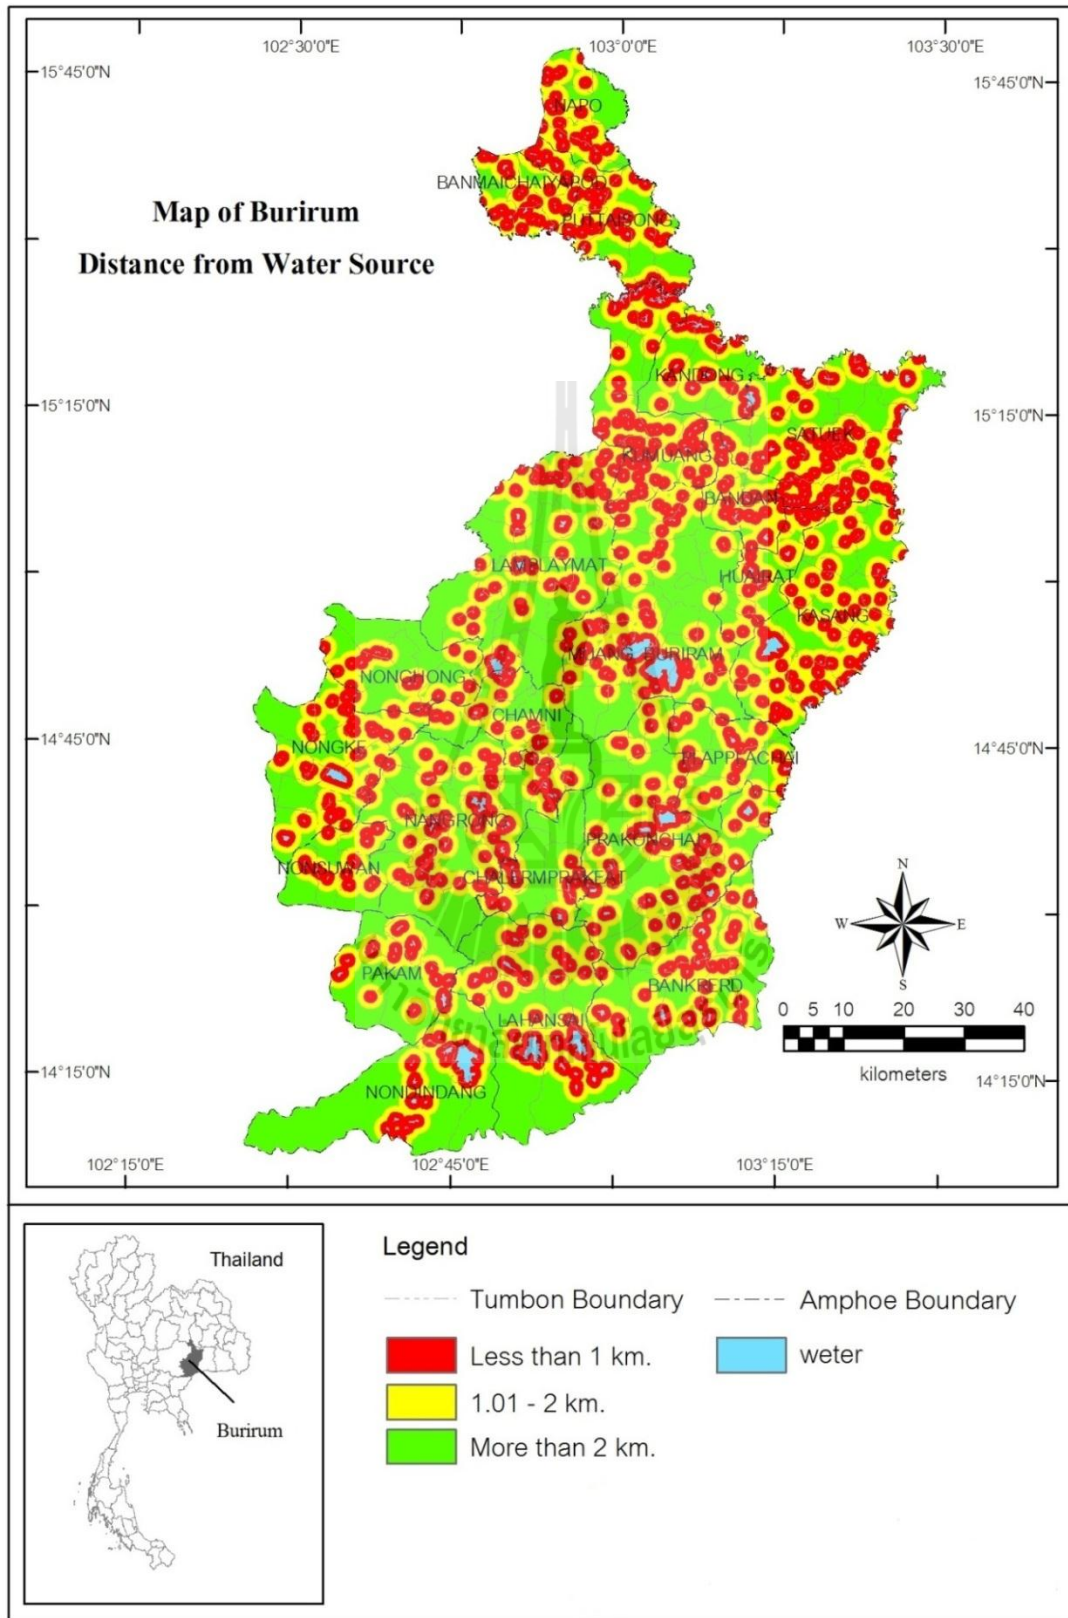 102°30'0"E 103°0'0"E 103°30'0"E
15°45'0"N 15°45'0"N
NAPO
BANMAICHAIYAPOD
Map of Burirum
PUTTAISONG
Distance from Water Source
KANDONG
15°15'0"N 15°15'0"N
SATUEK
KUMUANG
BANDAN
LAMPLAYMAT
HUAIRAT
KASANG
MUANG BURIRAM
NONGHONG
CHAMNI
14°45'0"N 14°45'0"N
NONGKE
PLAPPLACHAI
NANGRONG
PRAKONCHAI
NONSUWAN
CHALERMPRAKEAT
N
W E
S
PAKAM
BANKRERD
LAHANSAI
0 5 10 20 30 40
kilometers
14°15'0"N 14°15'0"N
NONDINDANG
102°15'0"E 102°45'0"E 103°15'0"E
Thailand
Burirum
Legend
Tumbon Boundary
Amphoe Boundary
Less than 1 km.
weter
1.01 - 2 km.
More than 2 km.